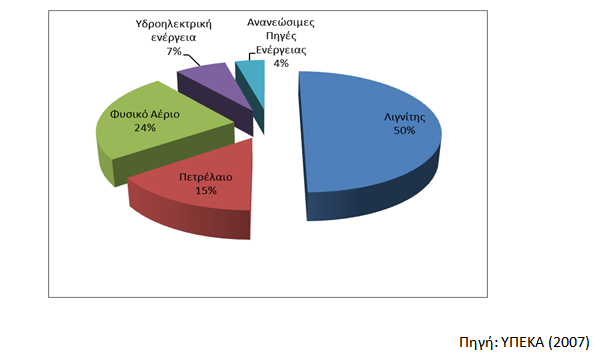 Υδροηλεκτρική
ενέργεια
7%
Ανανεώσιμες
Πηγές
Ενέργειας
4%
Λιγνίτης
50%
Φυσικό Αέριο
24%
Πετρέλαιο
15%
Πηγή: ΥΠΕΚΑ (2007)